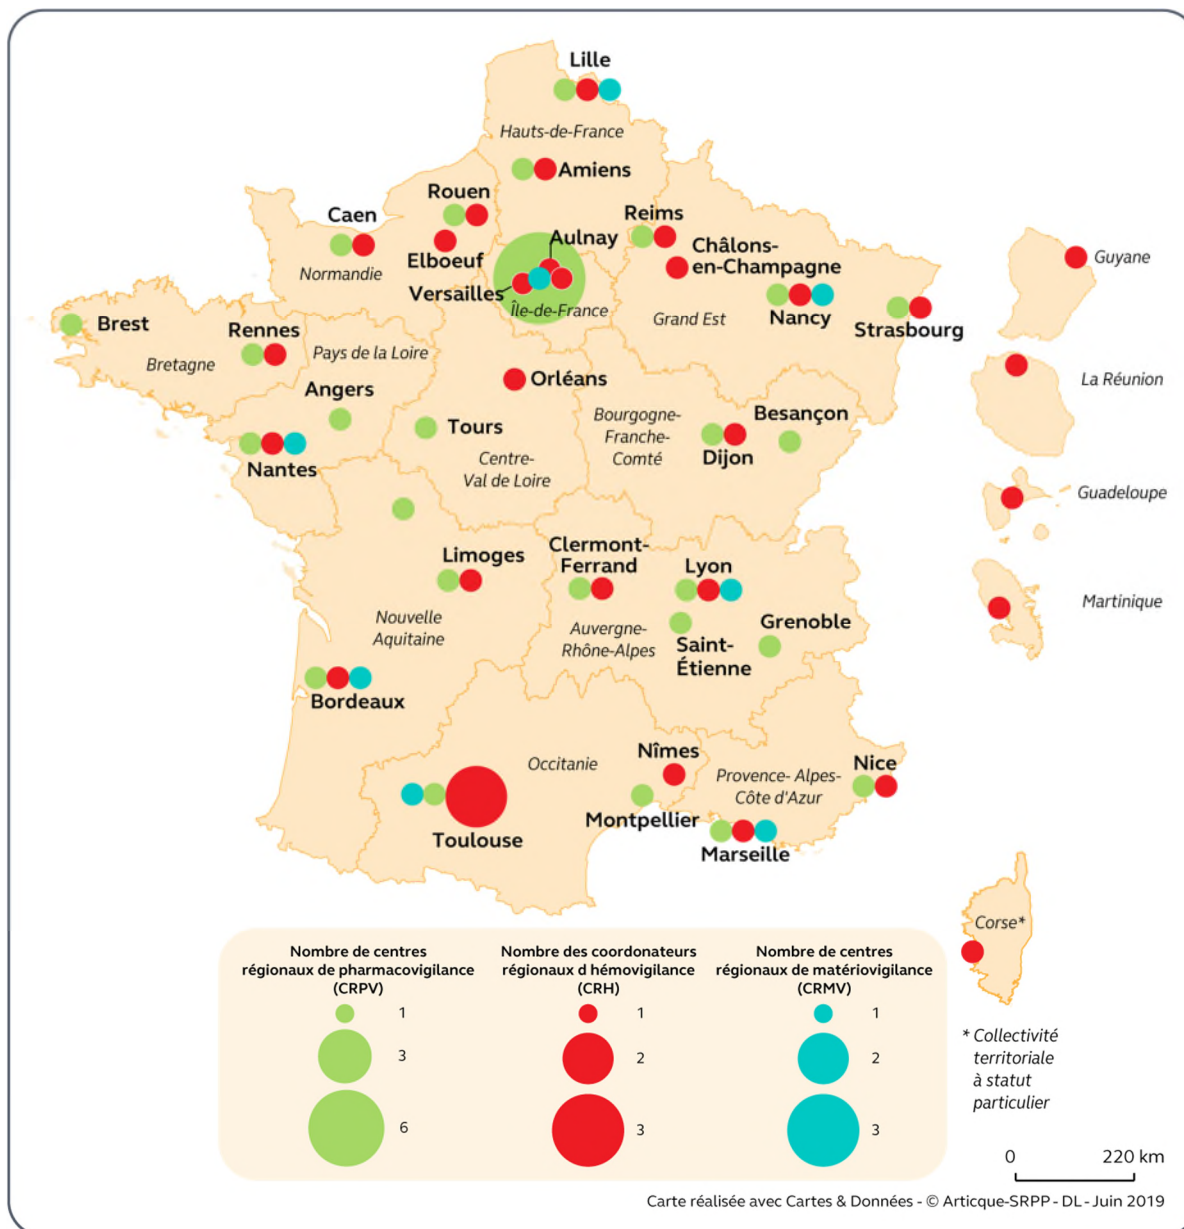 Lille
Hauts-de-France
Amiens
Rouen
Caen
Reims
Aulnay
Châlons-
en-Champagne
Elboeuf
Normandie
Versailles
Île-de-France
Nancy
Grand Est
Strasbourg
Guyane
Brest
Rennes
Bretagne
Pays de la Loire
Angers
Orléans
La Réunion
Bourgogne-
Franche-
Comté
Besançon
Tours
Dijon
Centre-
Val de Loire
Nantes
Guadeloupe
Limoges
Clermont-
Ferrand
Lyon
Nouvelle
Aquitaine
Auvergne-
Rhône-Alpes
Saint-
Étienne
Grenoble
Martinique
Bordeaux
Occitanie
Nîmes
Provence- Alpes-
Côte d'Azur
Nice
Montpellier
Toulouse
Marseille
Corse*
Nombre de centres
régionaux de pharmacovigilance
(CRPV)
1
3
6
Nombre des coordonateurs
régionaux d hémovigilance
(CRH)
1
2
3
Nombre de centres
régionaux de matériovigilance
(CRMV)
1
2
3
* Collectivité
territoriale
à statut
particulier
0 220 km
Carte réalisée avec Cartes & Données - © Articque-SRPP - DL - Juin 2019